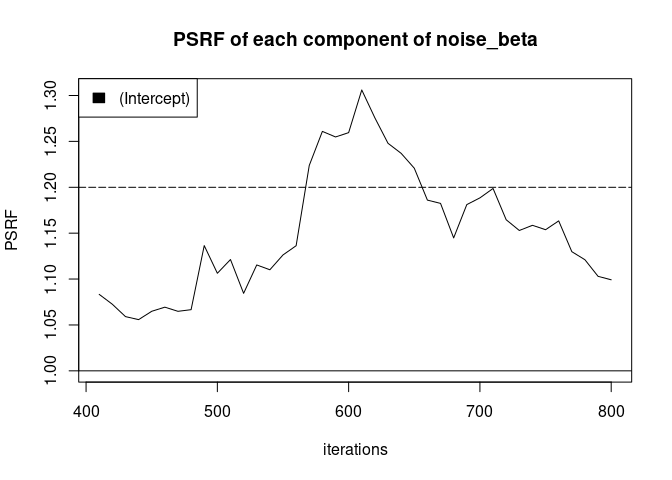 PSRF of each component of noise_beta
(Intercept)
PSRF
1.30
1.25
1.20
1.15
1.10
1.05
1.00
400 500 600 700 800
iterations